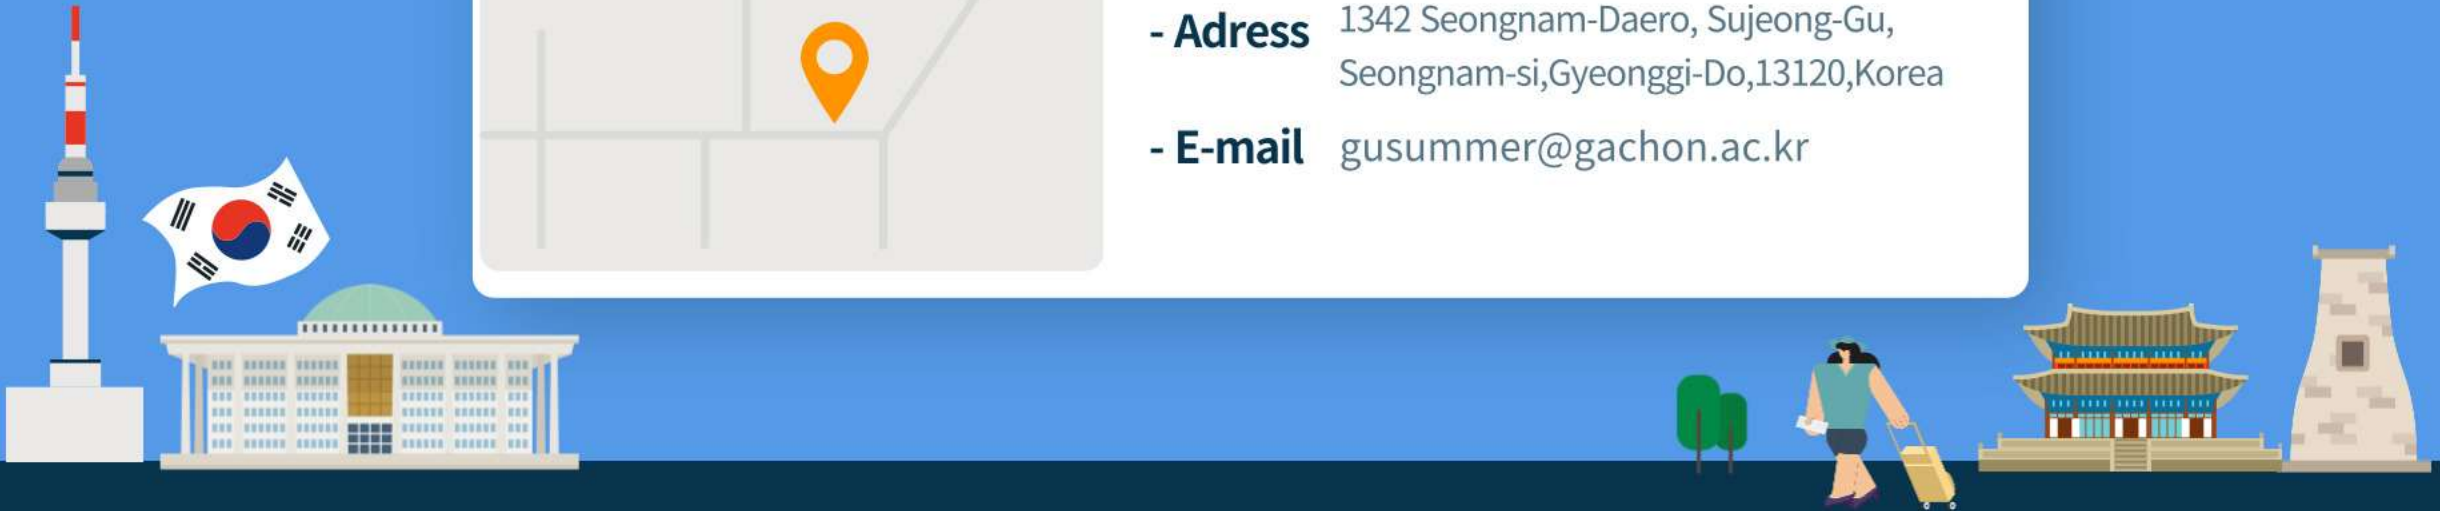 - Adress 1342 Seongnam-Daero, Sujeong-Gu,
Seongnam-si,Gyeonggi-Do,13120,Korea
- E-mail gusummer@gachon.ac.kr